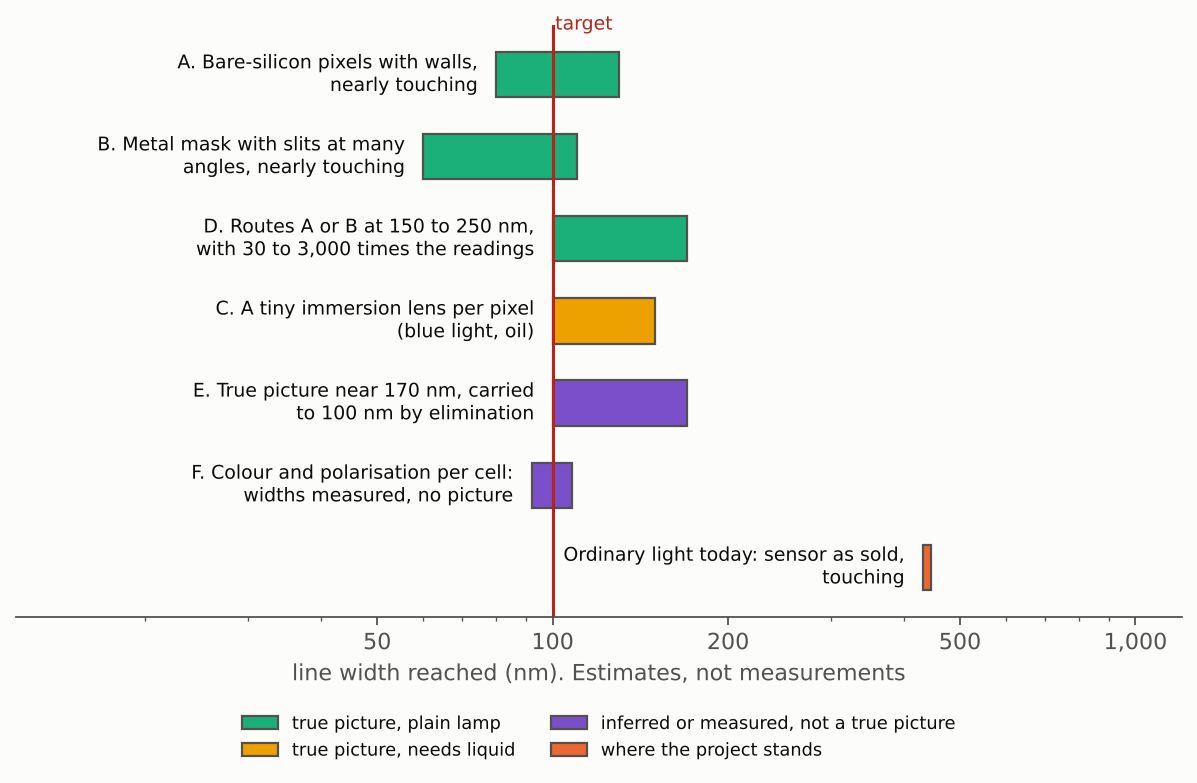 target
A. Bare-silicon pixels with walls,
nearly touching
B. Metal mask with slits at many
angles, nearly touching
D. Routes A or B at 150 to 250 nm,
with 30 to 3,000 times the readings
C. A tiny immersion lens per pixel
(blue light, oil)
E. True picture near 170 nm, carried
to 100 nm by elimination
F. Colour and polarisation per cell:
widths measured, no picture
Ordinary light today: sensor as sold,
touching
50 100 200 500 1,000
line width reached (nm). Estimates, not measurements
true picture, plain lamp
true picture, needs liquid
inferred or measured, not a true picture
where the project stands